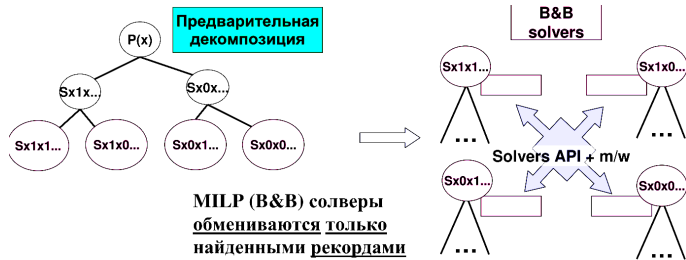 Предварительная
декомпозиция
P(x)
Sx1x...
Sx0x...
Sx1x1...
Sx1x0...
Sx0x1...
Sx0x0...
MILP (B&B) солверы
обмениваются только
найденными рекордами
B&B
solvers
Sx1x1...
Sx1x0...
...
...
Solvers API + m/w
Sx0x1...
Sx0x0...
...
...